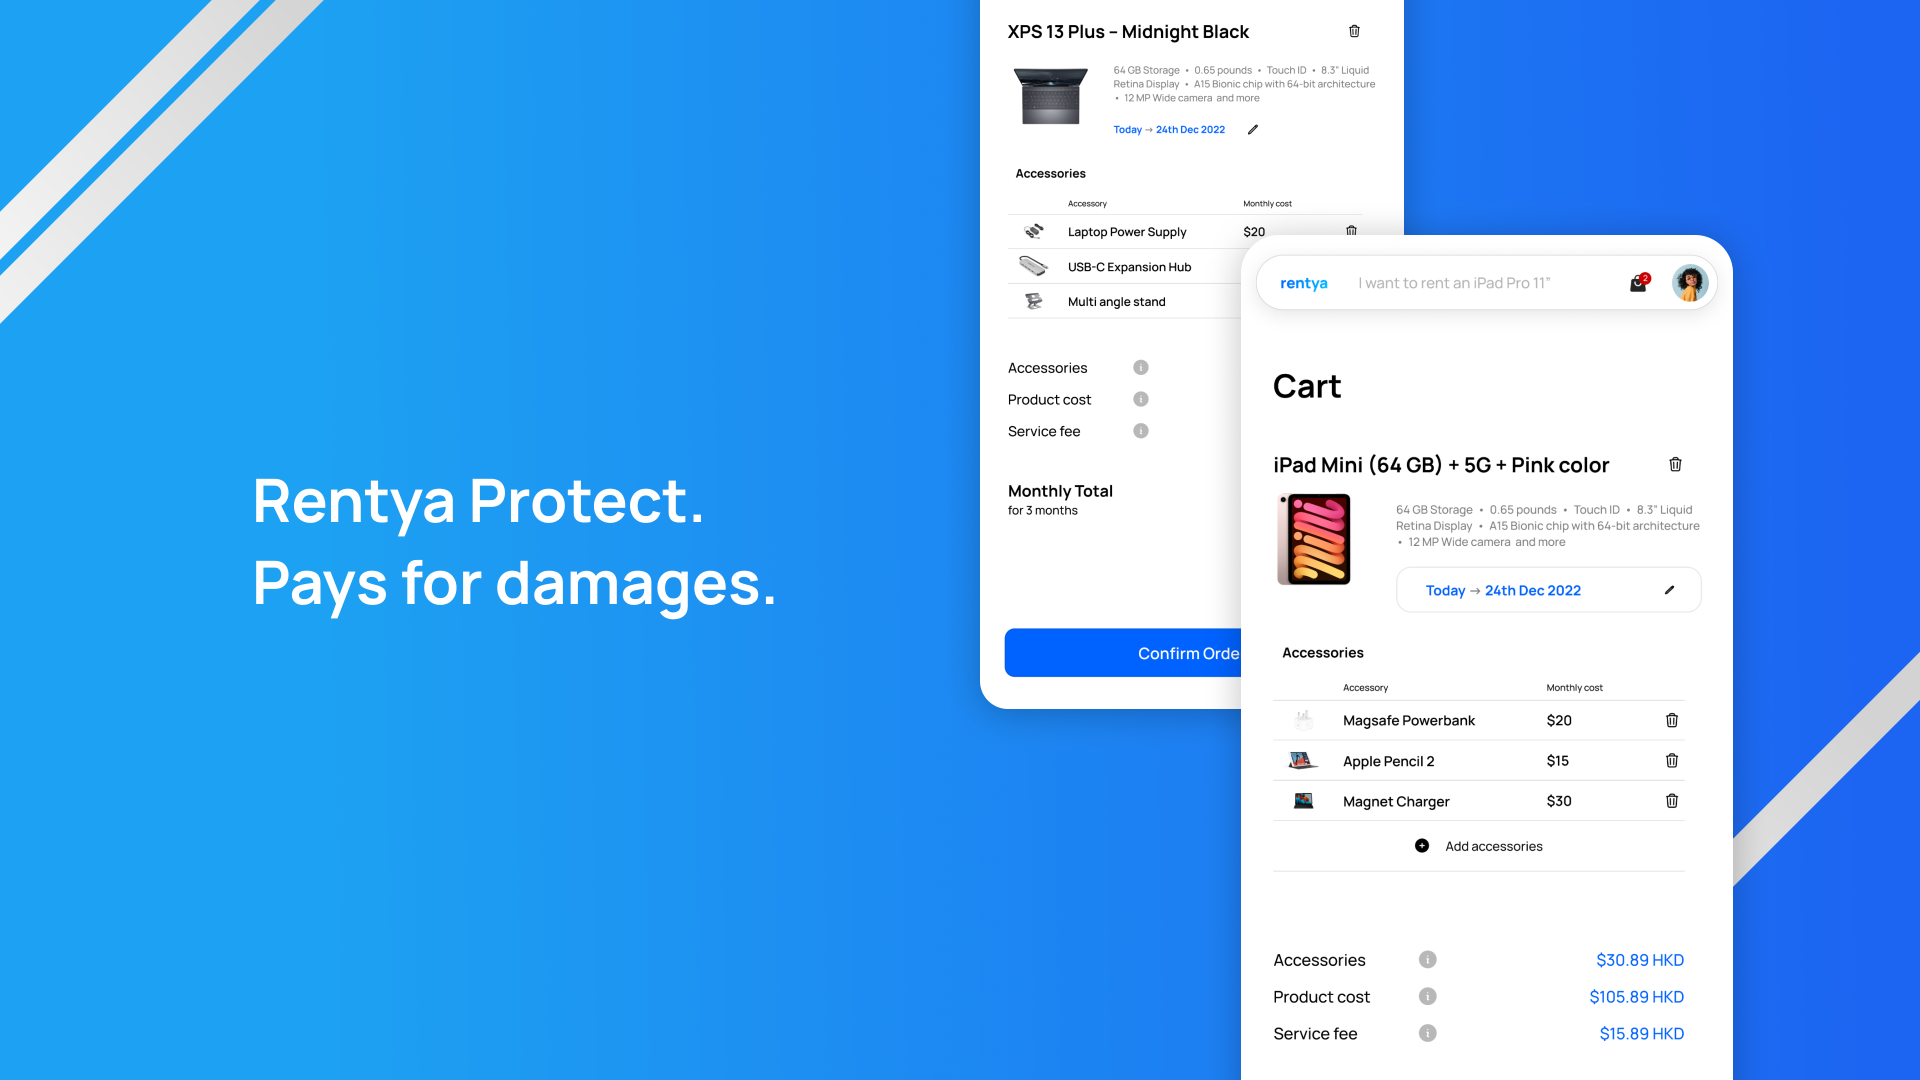 Rentya Protect.
Pays for damages.
XPS 13 Plus – Midnight Black
64 GB Storage • 0.65 pounds • Touch ID • 8.3” Liquid
Retina Display • A15 Bionic chip with 64-bit architecture
• 12 MP Wide camera and more
Today → 24th Dec 2022
Accessories
Accessory Monthly cost
Laptop Power Supply $20
USB-C Expansion Hub
Multi angle stand
Accessories i
Product cost i
Service fee i
Monthly Total
for 3 months
Confirm Orde
rentya I want to rent an iPad Pro 11” 2
Cart
iPad Mini (64 GB) + 5G + Pink color
64 GB Storage • 0.65 pounds • Touch ID • 8.3” Liquid
Retina Display • A15 Bionic chip with 64-bit architecture
• 12 MP Wide camera and more
Today → 24th Dec 2022
Accessories
Accessory Monthly cost
Magsafe Powerbank $20
Apple Pencil 2 $15
Magnet Charger $30
Add accessories
Accessories i $30.89 HKD
Product cost i $105.89 HKD
Service fee i $15.89 HKD